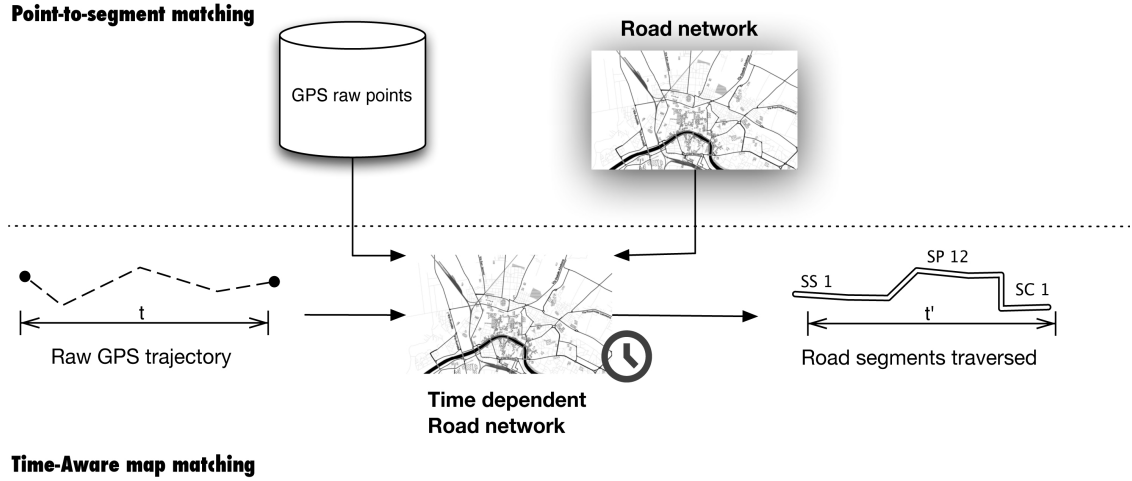 Point-to-segment matching
Road network
GPS raw points
SP 12
SS 1
SC 1
t
t'
Raw GPS trajectory
Road segments traversed
Time dependent
Road network
Time-Aware map matching